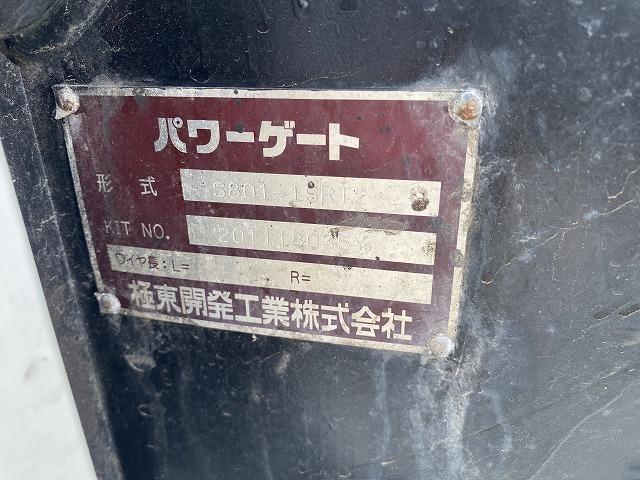 パワーゲート
形式
KIT NO.
ワイヤ長:L= R=
極東開発工業株式会社